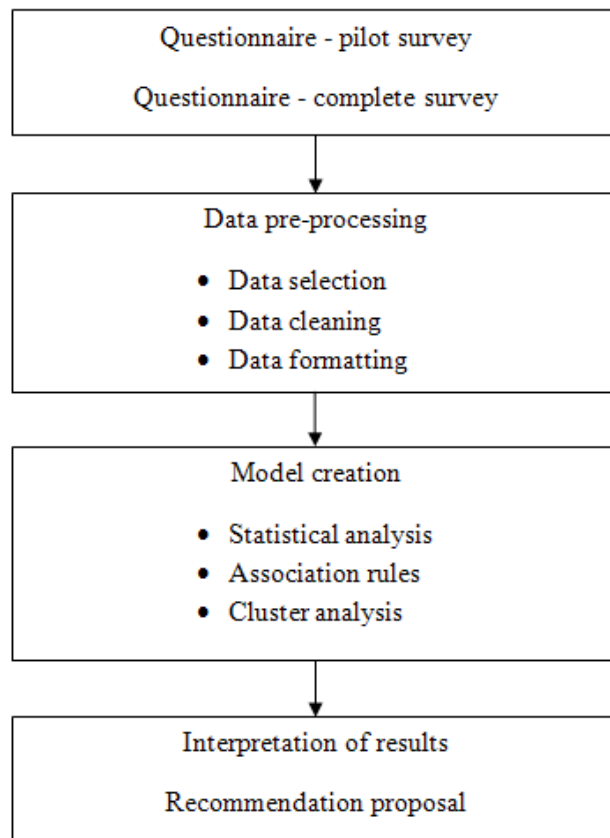 Questionnaire - pilot survey
Questionnaire - complete survey
Data pre-processing
• Data selection
• Data cleaning
• Data formatting
Model creation
• Statistical analysis
• Association rules
• Cluster analysis
Interpretation of results
Recommendation proposal